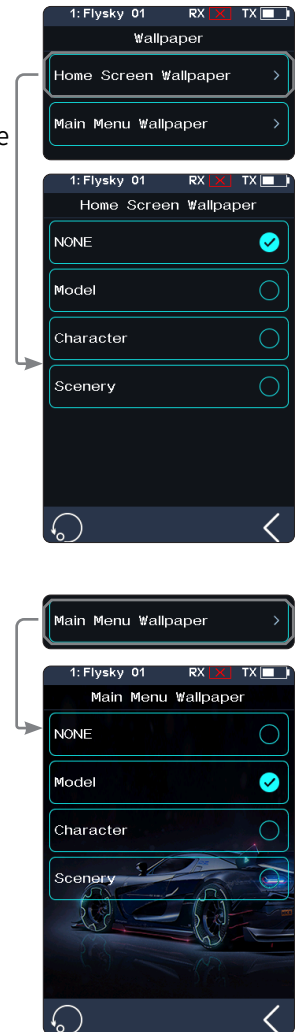 1: Flysky 01 RX TX
Wallpaper
Home Screen Wallpaper
e
Main Menu Wallpaper
1: Flysky 01 RX TX
Home Screen Wallpaper
NONE
Model
Character
Scenery
Main Menu Wallpaper
1: Flysky 01 RX TX
Main Menu Wallpaper
NONE
Model
Character
Scenery